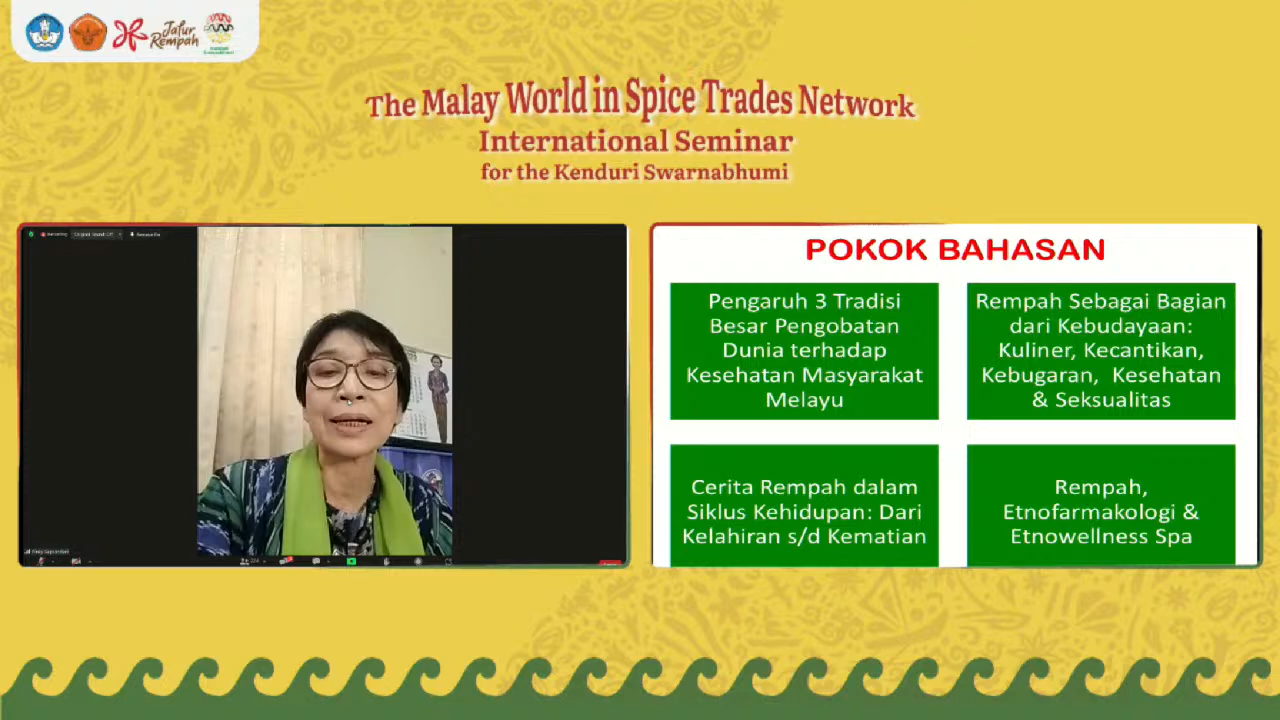 Jalur
Rempah
The Malay World in Spice Trades Network
International Seminar
for the Kenduri Swarnabhumi
POKOK BAHASAN
Pengaruh 3 Tradisi
Besar Pengobatan
Dunia terhadap
Kesehatan Masyarakat
Melayu
Rempah Sebagai Bagian
dari Kebudayaan:
Kuliner, Kecantikan,
Kebugaran, Kesehatan
& Seksualitas
Cerita Rempah dalam
Siklus Kehidupan: Dari
Kelahiran s/d Kematian
Rempah,
Etnofarmakologi &
Etnowellness Spa